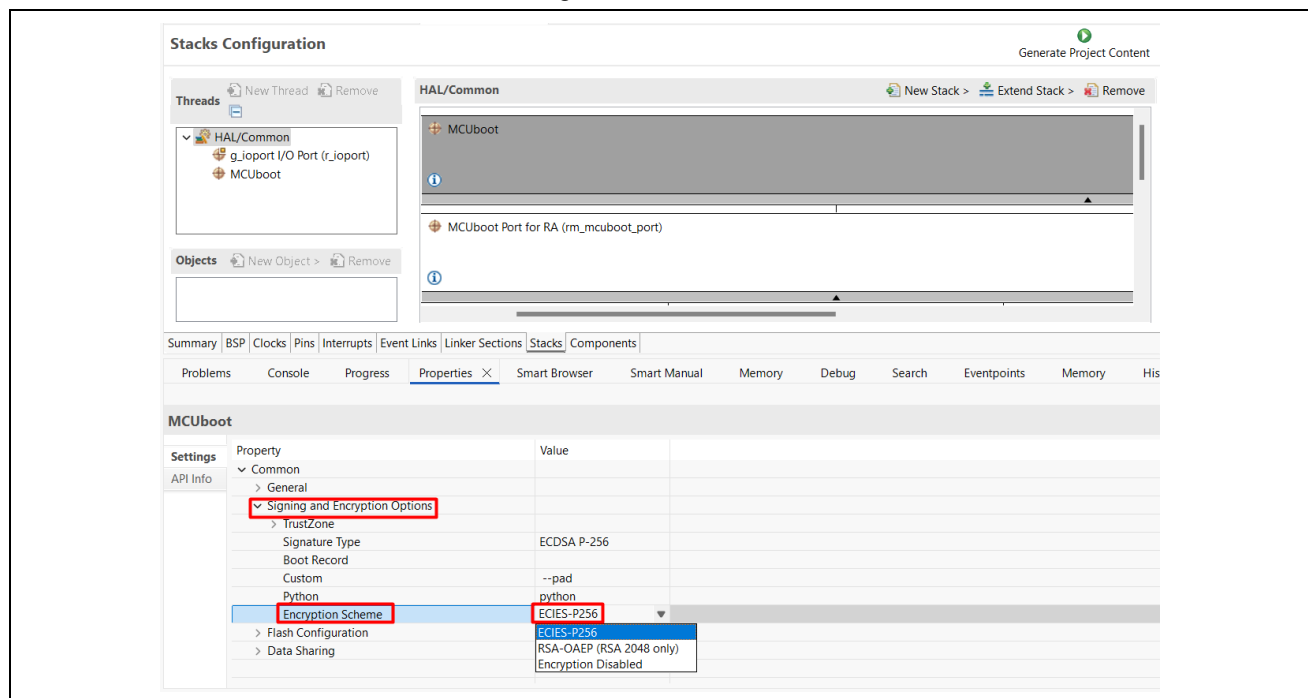 Stacks Configuration
Generate Project Content
Threads
New Thread
Remove
HAL/Common
g_ioport I/O Port (r_ioport)
MCUboot
Objects
New Object >
Remove
HAL/Common
New Stack >
Extend Stack >
Remove
MCUboot
MCUboot Port for RA (rm_mcuboot_port)
Summary BSP Clocks Pins Interrupts Event Links Linker Sections Stacks Components
Problems Console Progress Properties Smart Browser Smart Manual Memory Debug Search Eventpoints Memory His
MCUboot
Settings
API Info
Property Value
Common
General
Signing and Encryption Options
TrustZone
Signature Type ECDSA P-256
Boot Record
Custom --pad
Python python
Encryption Scheme ECIES-P256
Flash Configuration ECIES-P256
Data Sharing RSA-OAEP (RSA 2048 only)
Encryption Disabled